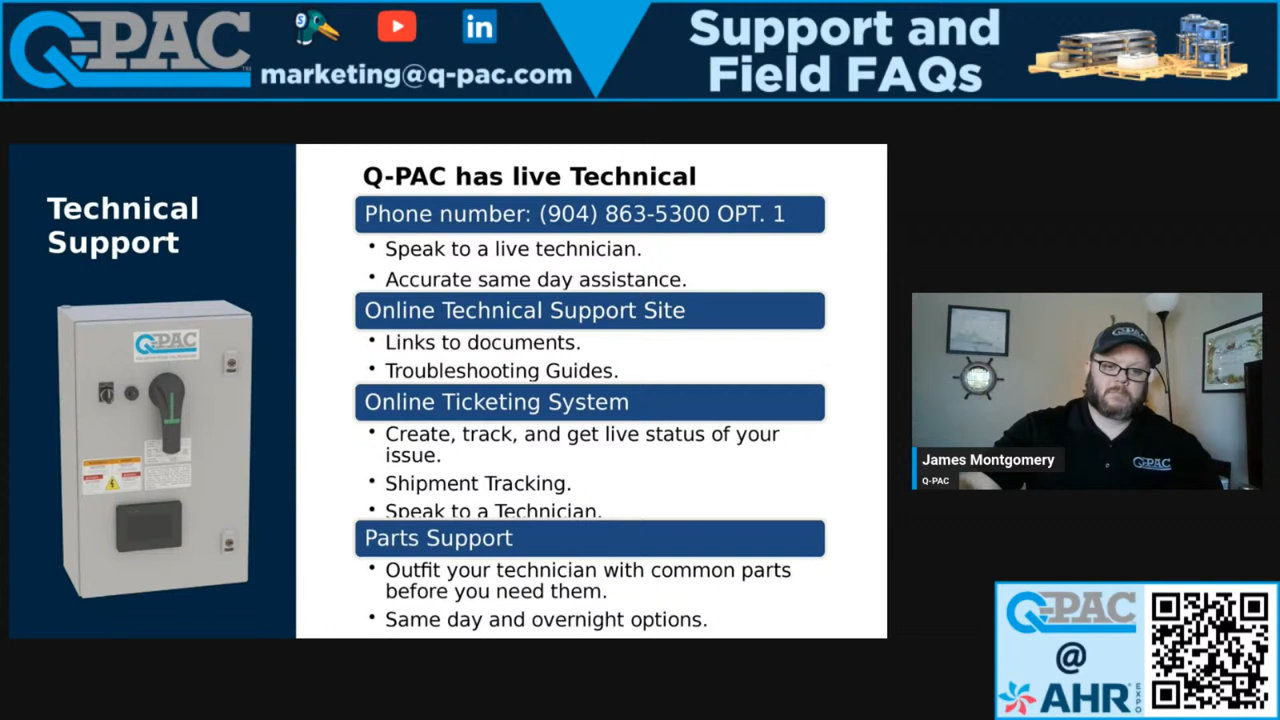 Q-PAC
marketing@q-pac.com
Support and
Field FAQs
Technical
Support
Q-PAC
Q-PAC has live Technical
Phone number: (904) 863-5300 OPT. 1
• Speak to a live technician.
• Accurate same day assistance.
Online Technical Support Site
• Links to documents.
• Troubleshooting Guides.
Online Ticketing System
• Create, track, and get live status of your
issue.
• Shipment Tracking.
• Speak to a Technician.
Parts Support
• Outfit your technician with common parts
before you need them.
• Same day and overnight options.
Q-PAC
James Montgomery
Q-PAC
Q-PAC
@
AHR EXPO